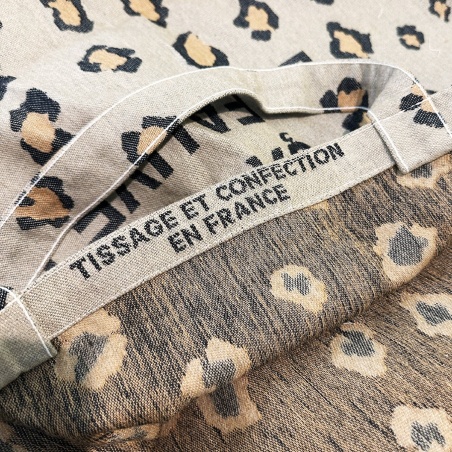 TISSAGE ET CONFECTION
EN FRANCE